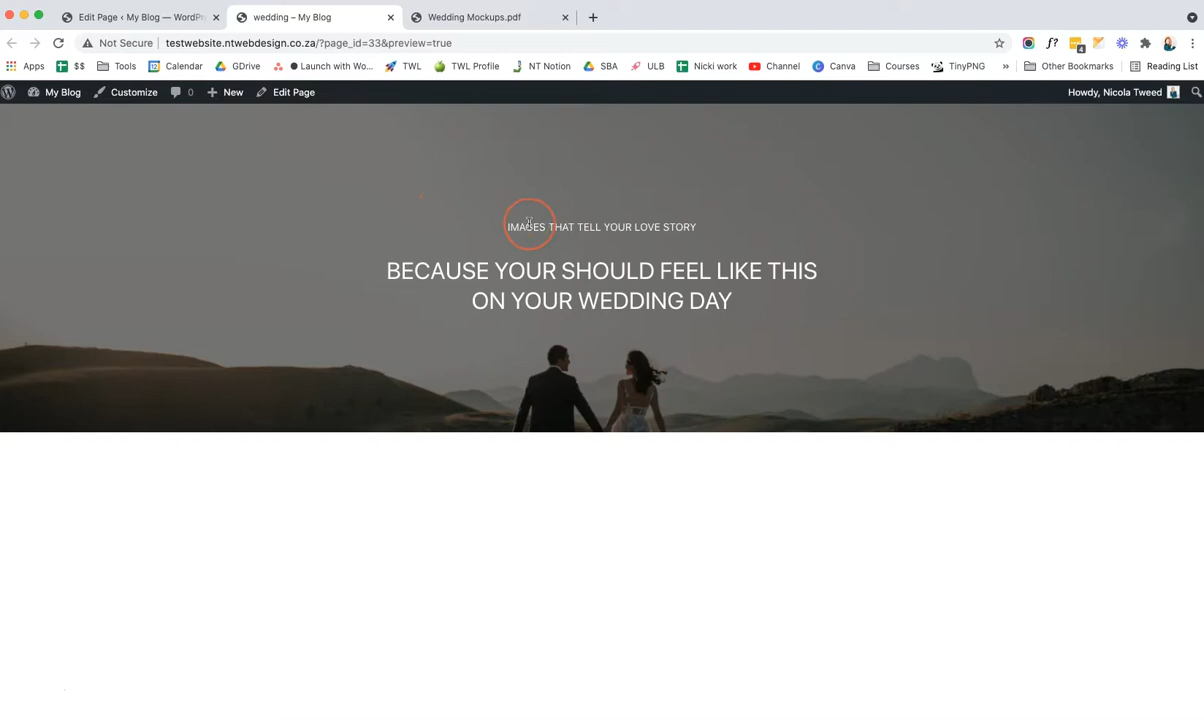 Edit Page ‹ My Blog — WordPr
wedding – My Blog
Wedding Mockups.pdf
Not Secure
testwebsite.ntwebdesign.co.za/?page_id=33&preview=true
4
Apps
$$
Tools
Calendar
GDrive
Launch with Wo...
TWL
TWL Profile
NT Notion
SBA
ULB
Nicki work
Channel
Canva
Courses
TinyPNG
»
Other Bookmarks
Reading List
My Blog
Customize
0
New
Edit Page
Howdy, Nicola Tweed
IMAGES THAT TELL YOUR LOVE STORY
BECAUSE YOUR SHOULD FEEL LIKE THIS
ON YOUR WEDDING DAY